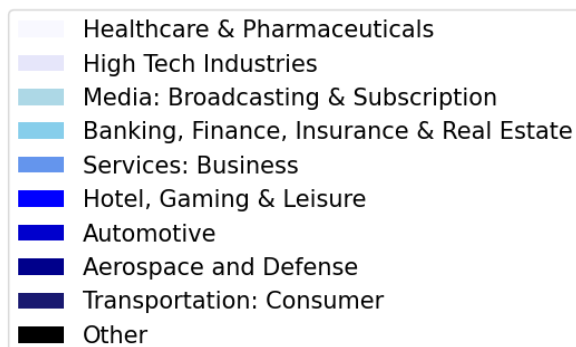 Healthcare & Pharmaceuticals
High Tech Industries
Media: Broadcasting & Subscription
Banking, Finance, Insurance & Real Estate
Services: Business
Hotel, Gaming & Leisure
Automotive
Aerospace and Defense
Transportation: Consumer
Other